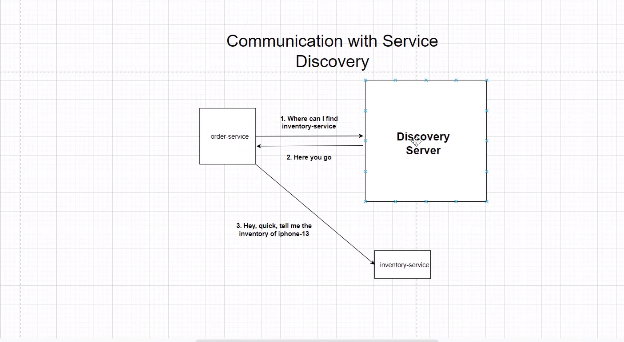 Communication with Service
Discovery
1. Where can I find
inventory-service
order-service
Discovery
Server
2. Here you go
3. Hey, quick, tell me the
inventory of iphone-13
inventory-service